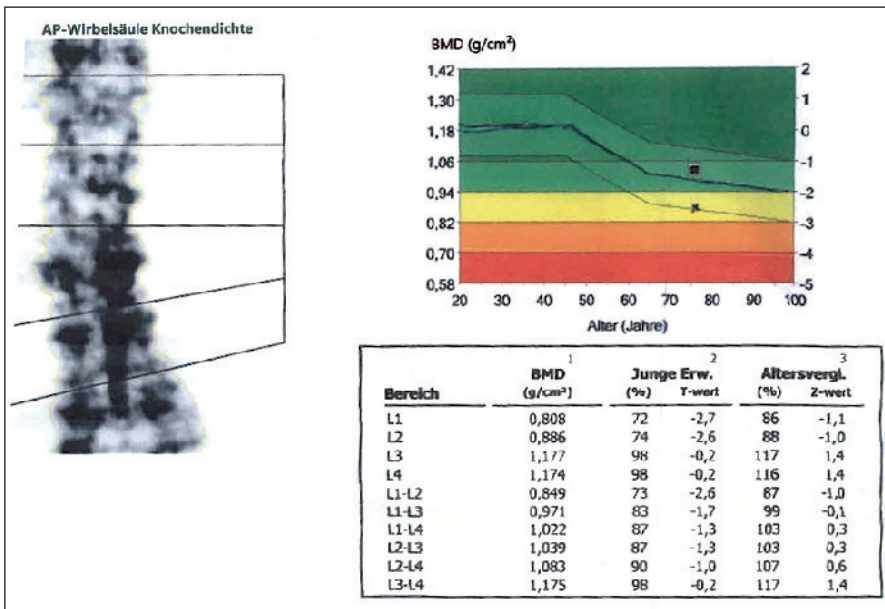 AP-Wirbelsäule Knochendichte
BMD (g/cm²)
1,42 2
1,30 1
1,18 0
1,06 -1
0,94 -2
0,82 -3
0,70 -4
0,58 -5
20 30 40 50 60 70 80 90 100
Alter (Jahre)
1 2 3
BMD Junge Erw. Altersvergl.
Bereich (g/cm²) (%) T-wert (%) Z-wert
L1 0,808 72 -2,7 86 -1,1
L2 0,886 74 -2,6 88 -1,0
L3 1,177 98 -0,2 117 1,4
L4 1,174 98 -0,2 116 1,4
L1-L2 0,849 73 -2,6 87 -1,0
L1-L3 0,971 83 -1,7 99 -0,1
L1-L4 1,022 87 -1,3 103 0,3
L2-L3 1,039 87 -1,3 103 0,3
L2-L4 1,083 90 -1,0 107 0,6
L3-L4 1,175 98 -0,2 117 1,4